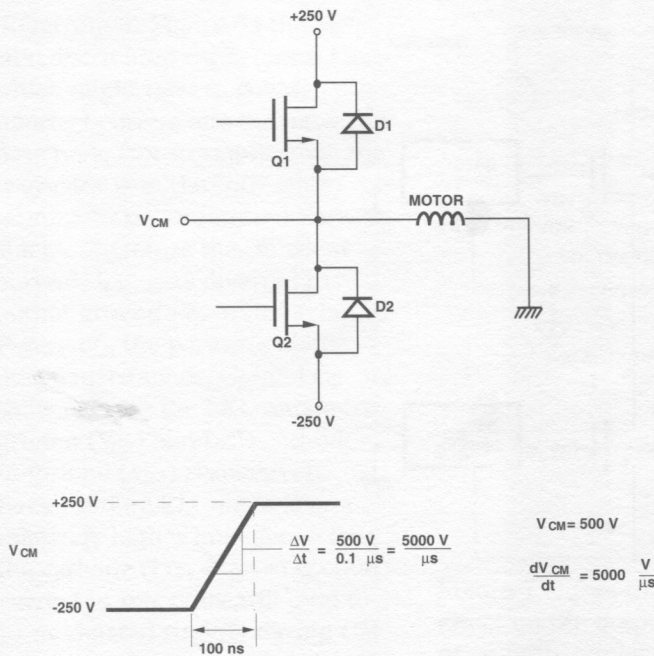 +250 V
D1
Q1
MOTOR
V CM
D2
Q2
-250 V
+250 V
V CM
ΔV / Δt = 500 V / 0.1 μs = 5000 V / μs
-250 V
100 ns
V CM = 500 V
dV CM / dt = 5000 V / μs